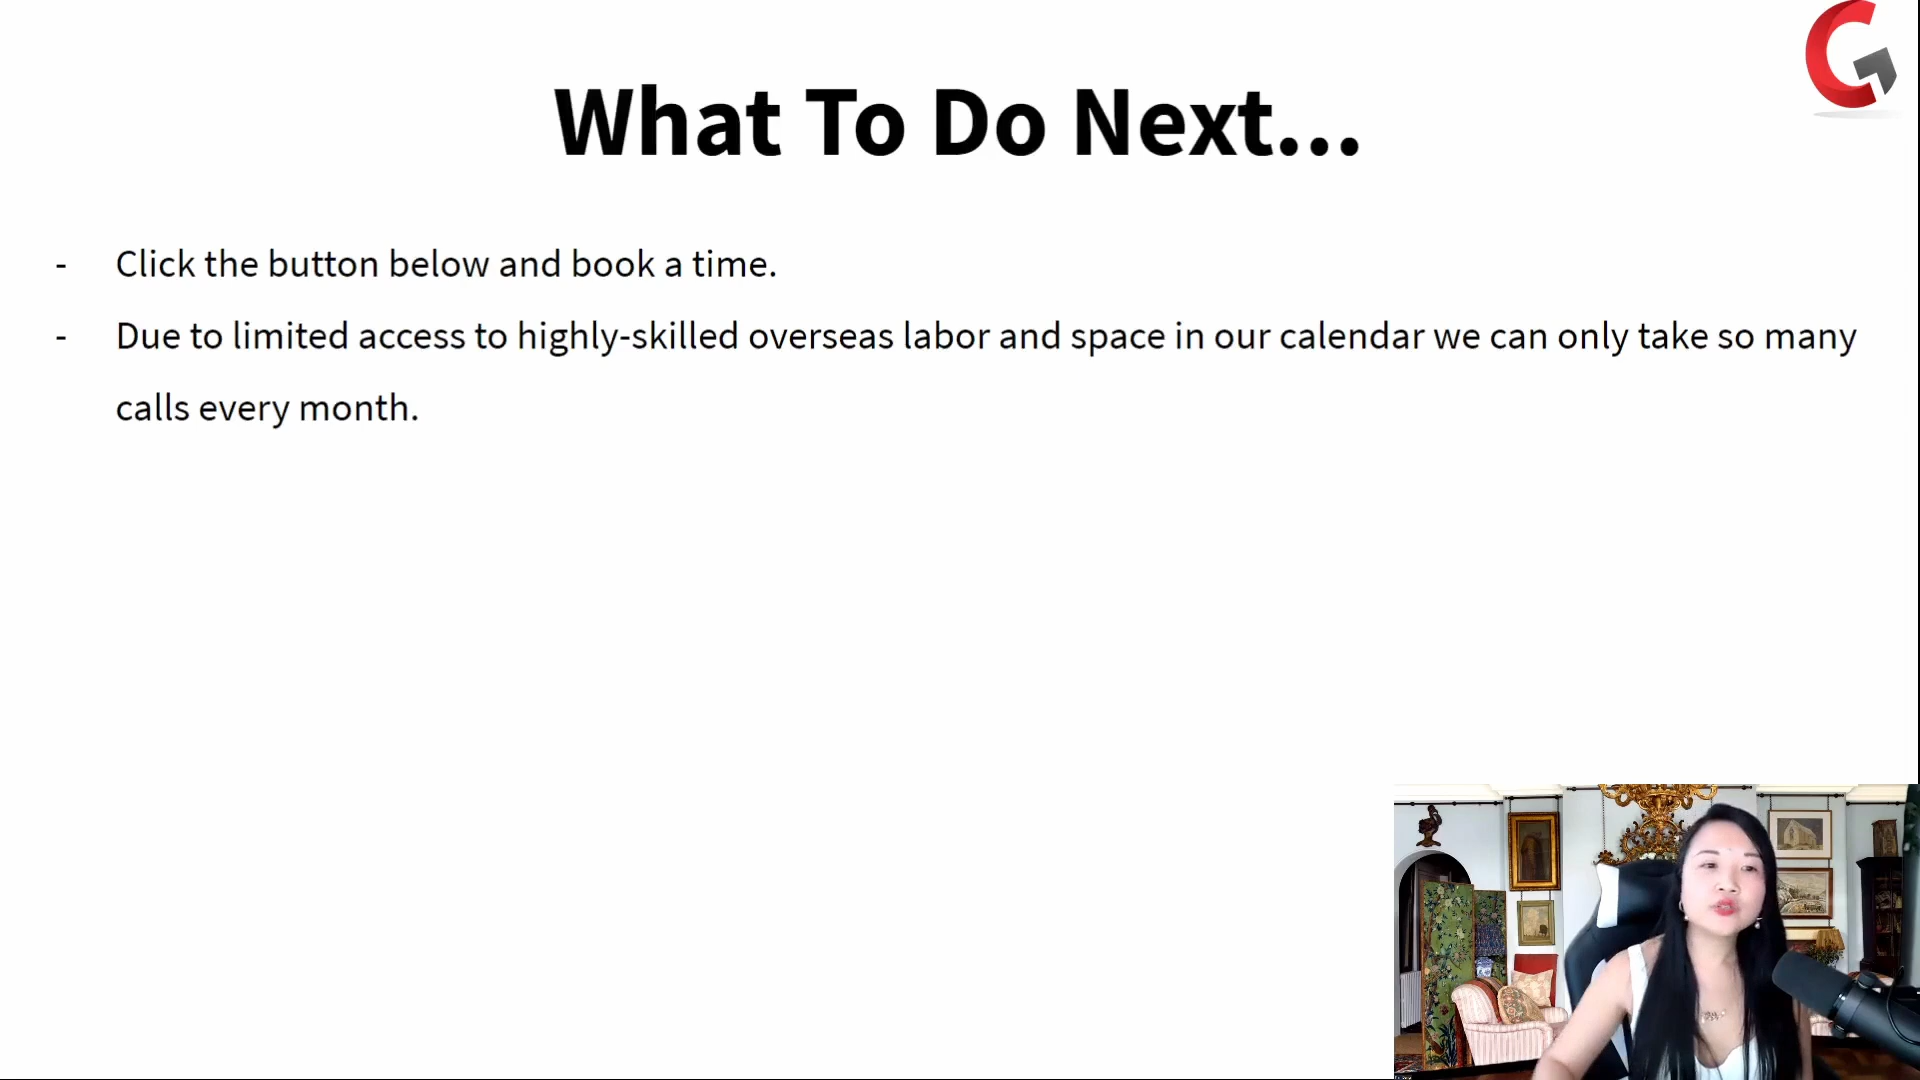 What To Do Next...
- Click the button below and book a time.
- Due to limited access to highly-skilled overseas labor and space in our calendar we can only take so many
calls every month.